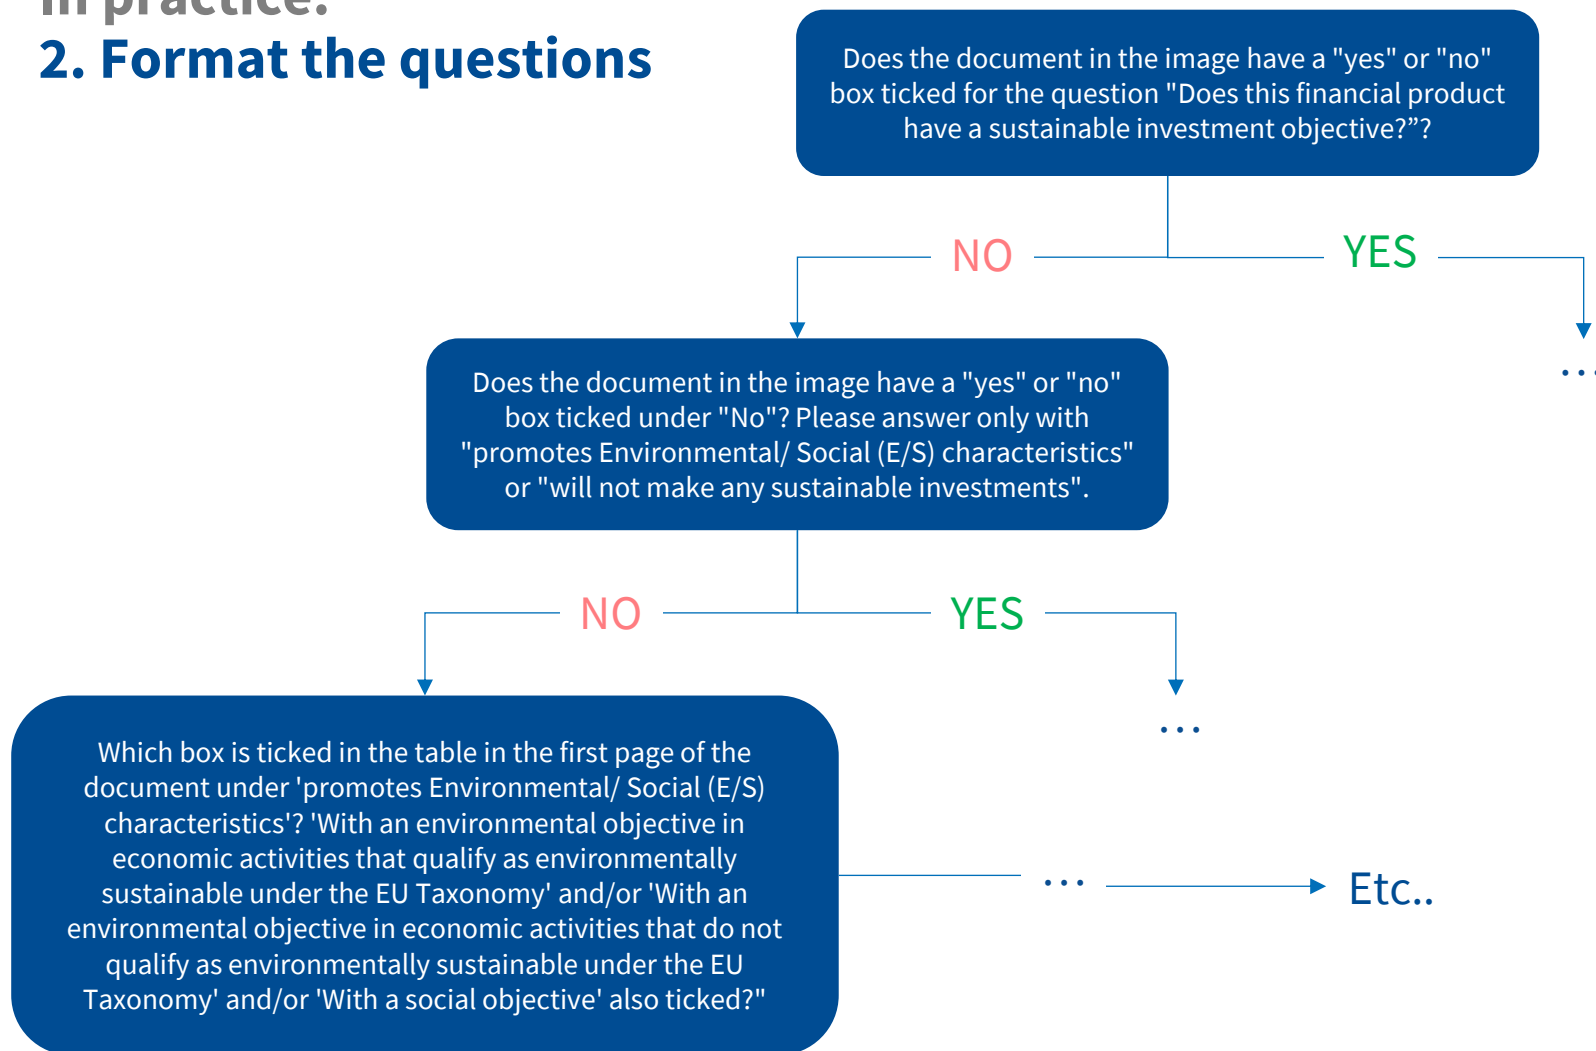 in practice:
2. Format the questions
Does the document in the image have a "yes" or "no"
box ticked for the question "Does this financial product
have a sustainable investment objective?”?
NO
YES
Does the document in the image have a "yes" or "no"
box ticked under "No"? Please answer only with
"promotes Environmental/ Social (E/S) characteristics"
or "will not make any sustainable investments".
...
NO
YES
Which box is ticked in the table in the first page of the
document under 'promotes Environmental/ Social (E/S)
characteristics'? 'With an environmental objective in
economic activities that qualify as environmentally
sustainable under the EU Taxonomy' and/or 'With an
environmental objective in economic activities that do not
qualify as environmentally sustainable under the EU
Taxonomy' and/or 'With a social objective' also ticked?"
...
...
Etc..